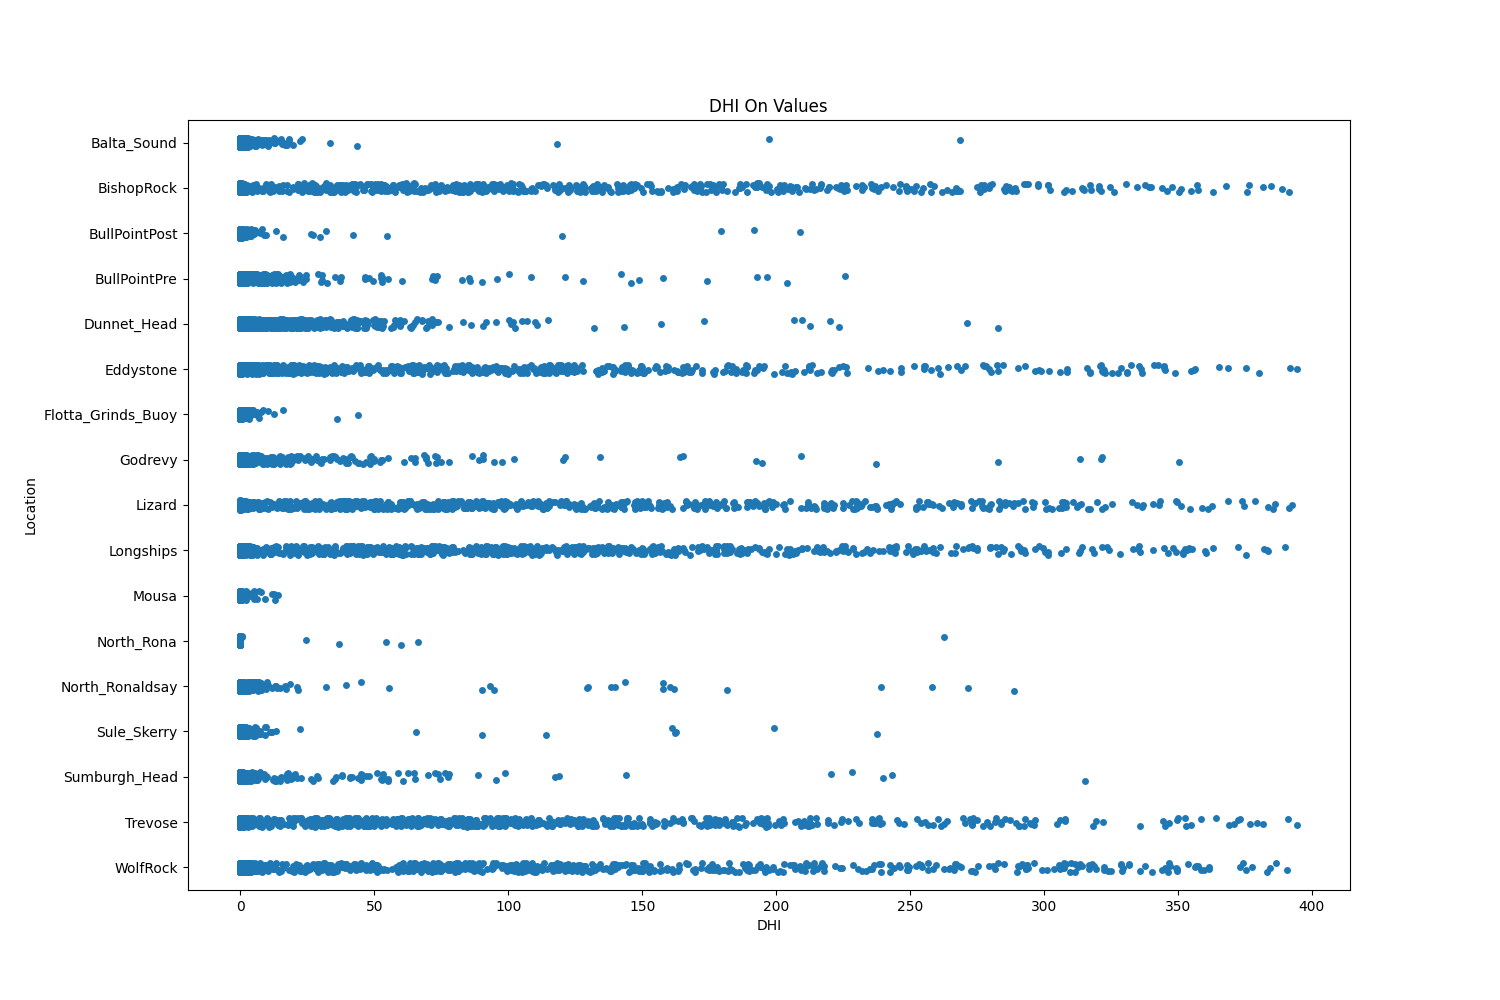 DHI On Values
Balta_Sound
BishopRock
BullPointPost
BullPointPre
Dunnet_Head
Eddystone
Flotta_Grinds_Buoy
Godrevy
Lizard
Longships
Mousa
North_Rona
North_Ronaldsay
Sule_Skerry
Sumburgh_Head
Trevose
WolfRock
Location
0 50 100 150 200 250 300 350 400
DHI